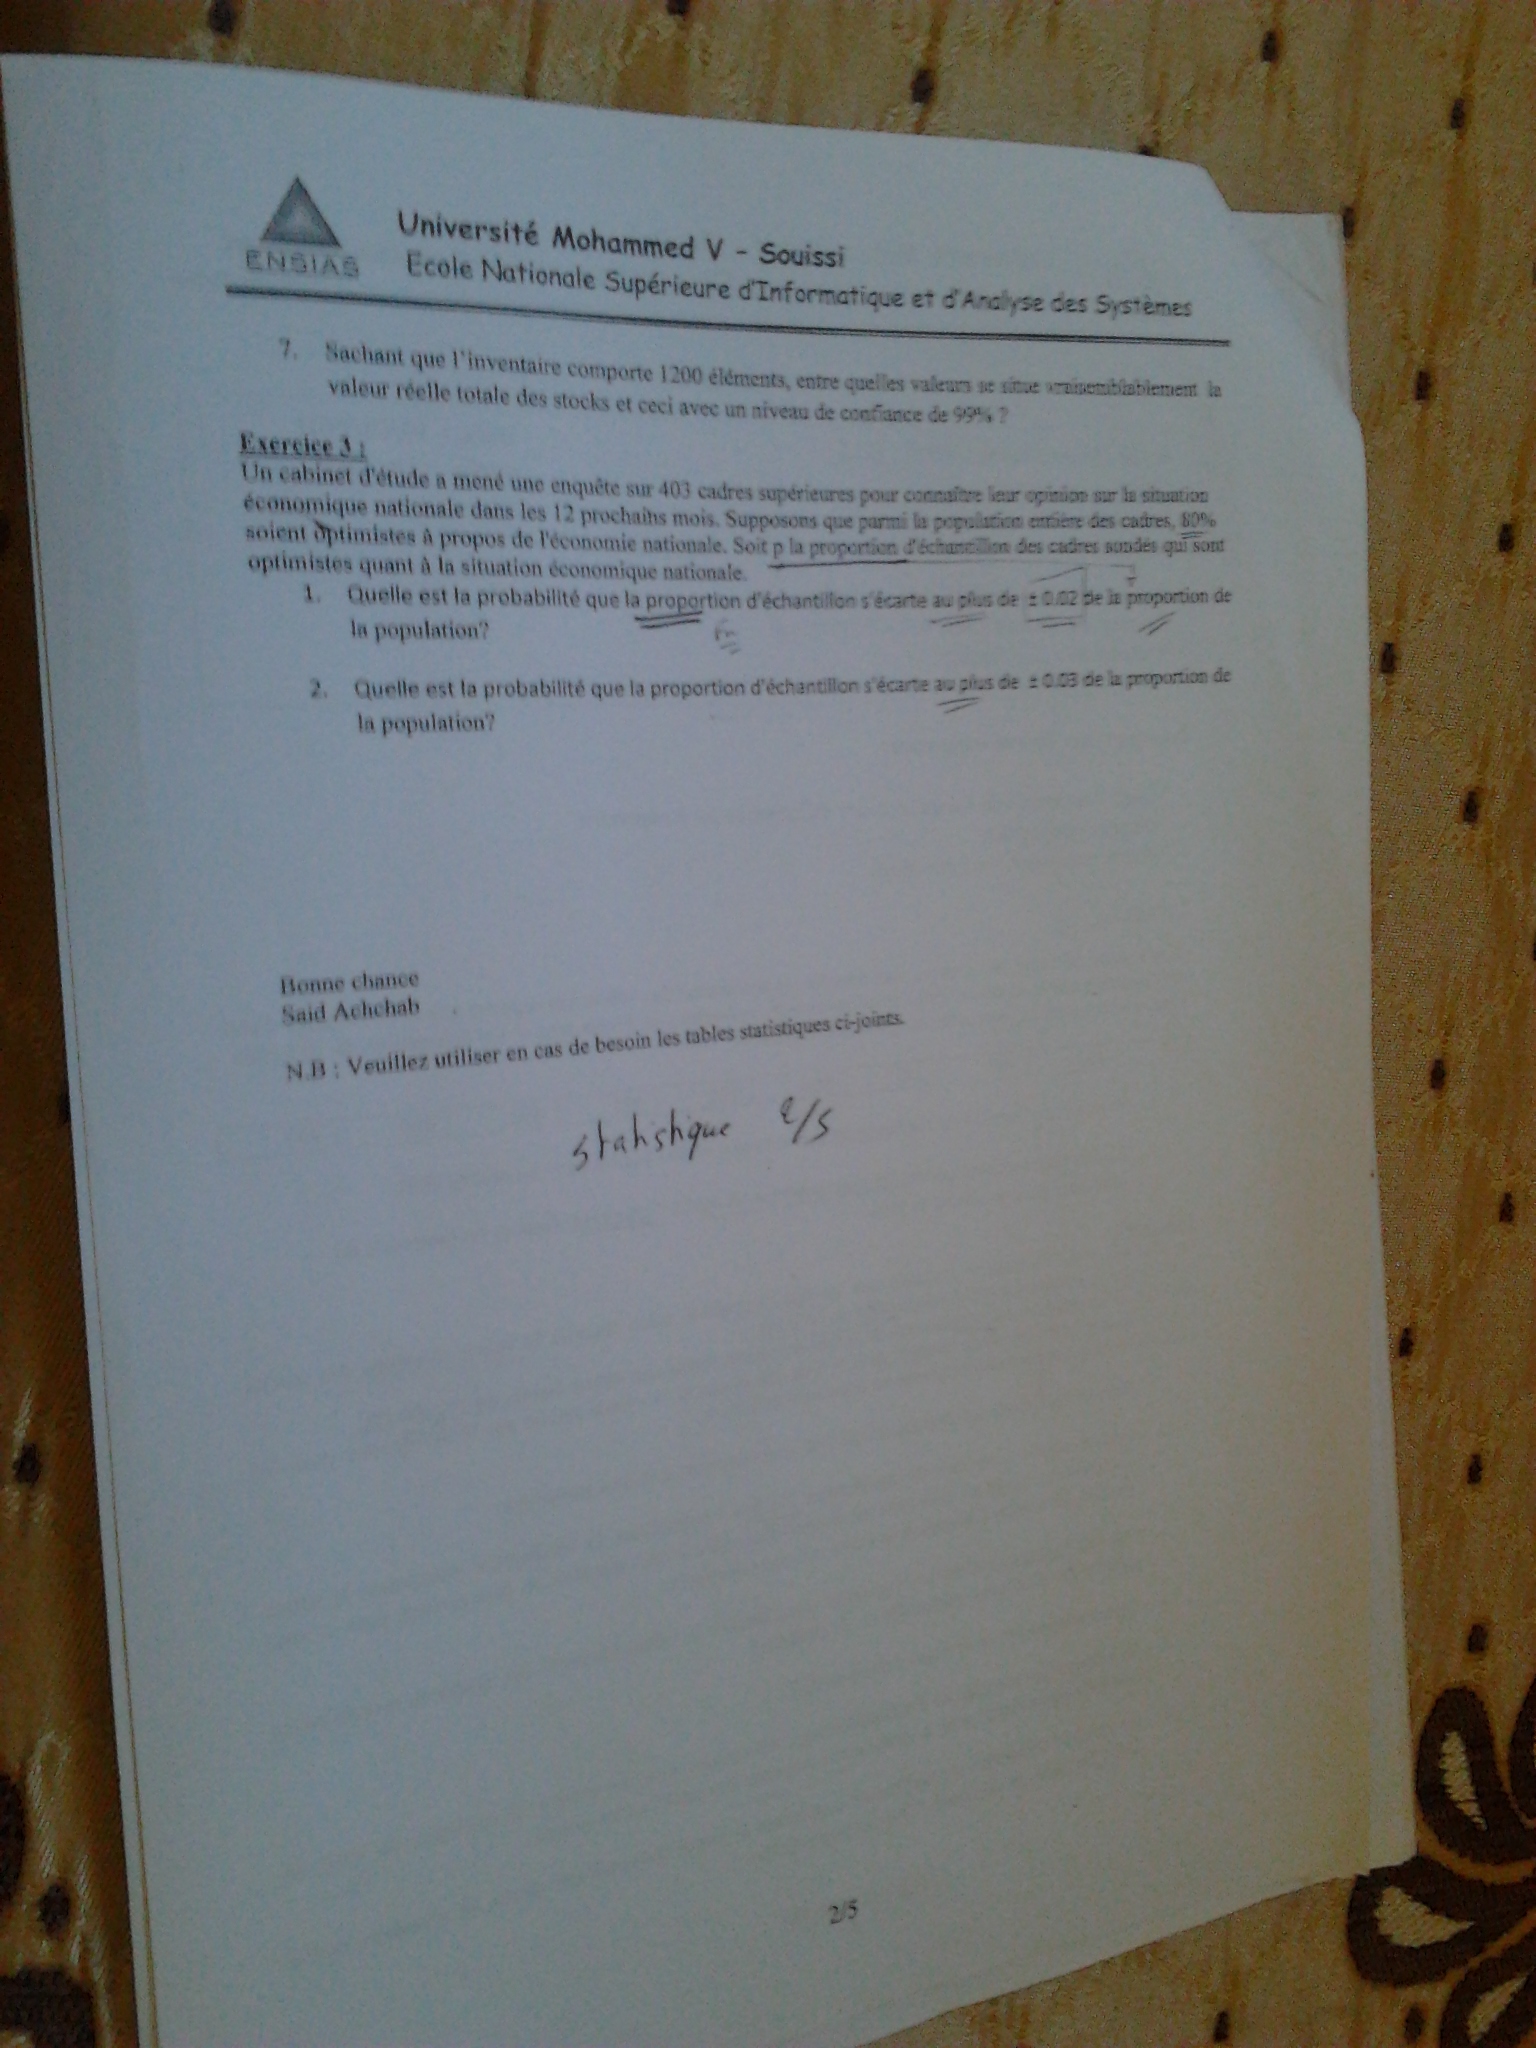 ENSIAS
Université Mohammed V - Souissi
Ecole Nationale Supérieure d'Informatique et d'Analyse des Systèmes
7. Sachant que l'inventaire comporte 1200 éléments, entre quelles valeurs se situe vraisemblablement la
valeur réelle totale des stocks et ceci avec un niveau de confiance de 99% ?
Exercice 3 :
Un cabinet d'étude a mené une enquête sur 403 cadres supérieures pour connaître leur opinion sur la situation
économique nationale dans les 12 prochains mois. Supposons que parmi la population entière des cadres, 80%
soient optimistes à propos de l'économie nationale. Soit p la proportion d'échantillon des cadres sondés qui sont
optimistes quant à la situation économique nationale.
1. Quelle est la probabilité que la proportion d'échantillon s'écarte au plus de ± 0.02 de la proportion de
la population?
2. Quelle est la probabilité que la proportion d'échantillon s'écarte au plus de ± 0.03 de la proportion de
la population?
Bonne chance
Said Achchab
N.B : Veuillez utiliser en cas de besoin les tables statistiques ci-joints.
statistique 2/5
2/5